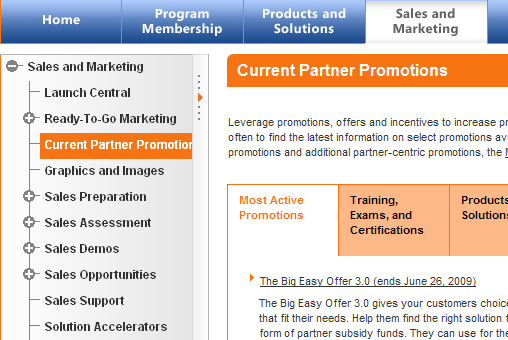 Home
Program
Membership
Products and
Solutions
Sales and
Marketing
Sales and Marketing
Launch Central
Ready-To-Go Marketing
Current Partner Promotion
Graphics and Images
Sales Preparation
Sales Assessment
Sales Demos
Sales Opportunities
Sales Support
Solution Accelerators
Current Partner Promotions
Leverage promotions, offers and incentives to increase
often to find the latest information on select promotions
promotions and additional partner-centric promotions, the
Most Active
Promotions
Training,
Exams, and
Certifications
Products
Solutions
The Big Easy Offer 3.0 (ends June 26, 2009)
The Big Easy Offer 3.0 gives your customers choice
that fit their needs. Help them find the right solution
form of partner subsidy funds. They can use for the